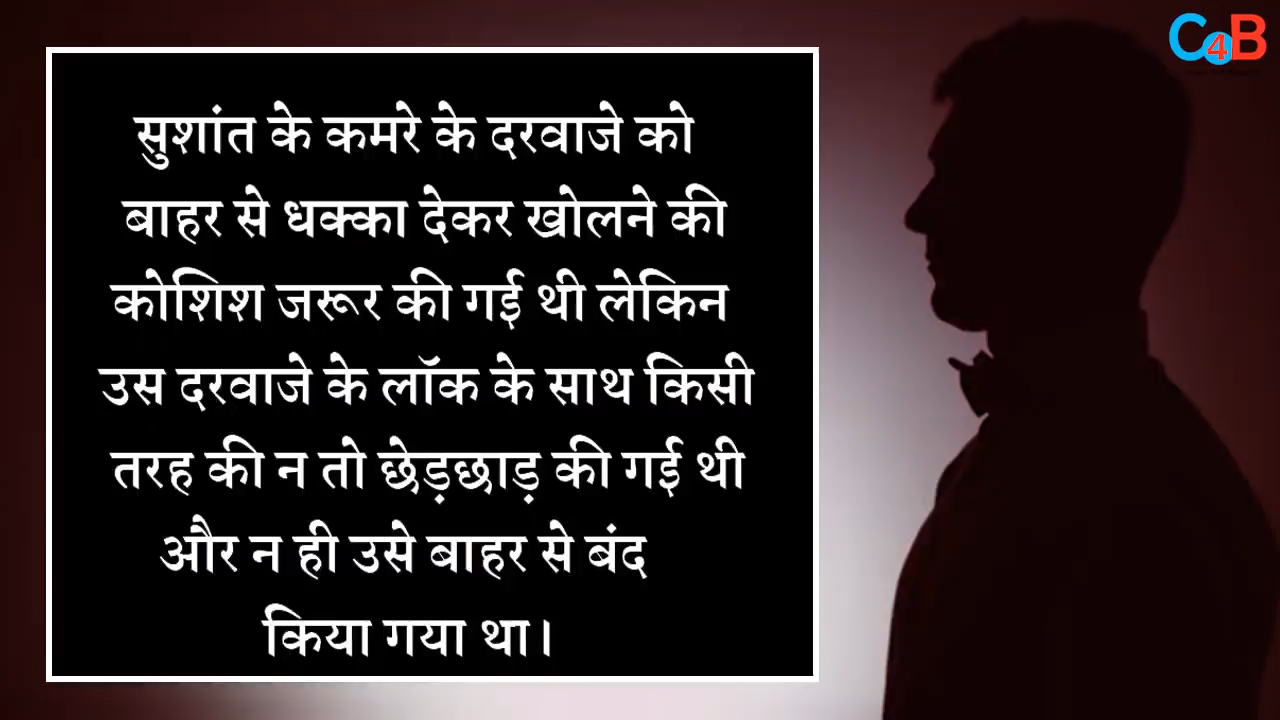 C4B
सुशांत के कमरे के दरवाजे को
बाहर से धक्का देकर खोलने की
कोशिश जरूर की गई थी लेकिन
उस दरवाजे के लॉक के साथ किसी
तरह की न तो छेड़छाड़ की गई थी
और न ही उसे बाहर से बंद
किया गया था।